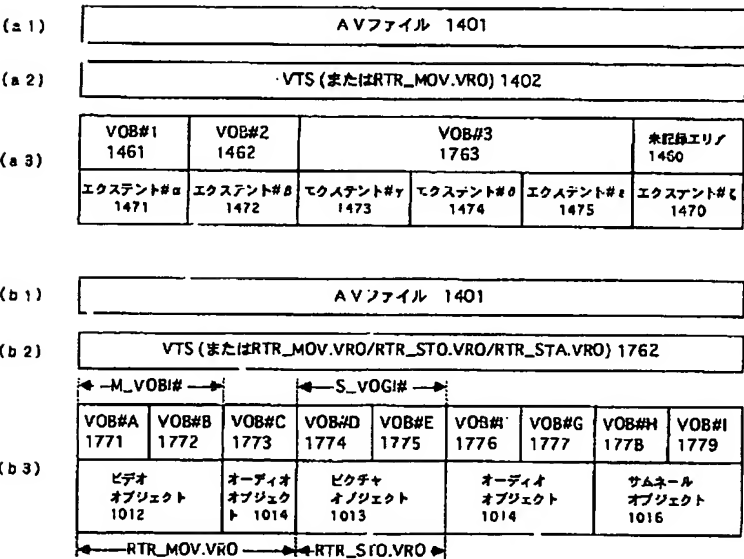 (a1)
AVファイル 1401
(a2)
VTS (またはRTR_MOV.VRO) 1402
(a3)
VOB#1
1461
VOB#2
1462
VOB#3
1763
未記録エリア
1460
エクステント#α
1471
エクステント#β
1472
エクステント#γ
1473
エクステント#δ
1474
エクステント#ε
1475
エクステント#ζ
1470
(b1)
AVファイル 1401
(b2)
VTS (またはRTR_MOV.VRO/RTR_STO.VRO/RTR_STA.VRO) 1762
M_VOBI#
S_VOGI#
(b3)
VOB#A
1771
VOB#B
1772
VOB#C
1773
VOB#D
1774
VOB#E
1775
VOB#F
1776
VOB#G
1777
VOB#H
1778
VOB#I
1779
ビデオ
オブジェクト
1012
オーディオ
オブジェク
ト 1014
ピクチャ
オブジェクト
1013
オーディオ
オブジェクト
1014
サムネール
オブジェクト
1016
RTR_MOV.VRO
RTR_STO.VRO